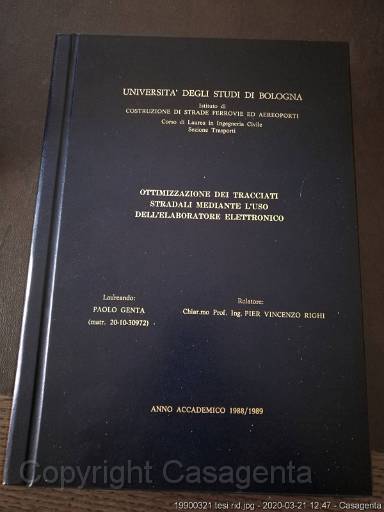 UNIVERSITA' DEGLI STUDI DI BOLOGNA
Istituto di
COSTRUZIONE DI STRADE FERROVIE ED AEREOPORTI
Corso di Laurea in Ingegneria Civile
Sezione Trasporti
OTTIMIZZAZIONE DEI TRACCIATI
STRADALI MEDIANTE L'USO
DELL'ELABORATORE ELETTRONICO
Laureando:
PAOLO GENTA
(matr. 20-10-30972)
Relatore:
Chiar.mo Prof. Ing. PIER VINCENZO RIGHI
ANNO ACCADEMICO 1988/1989
Copyright Casagenta
19900321 tesi rid.jpg - 2020-03-21 12:47 - Casagenta